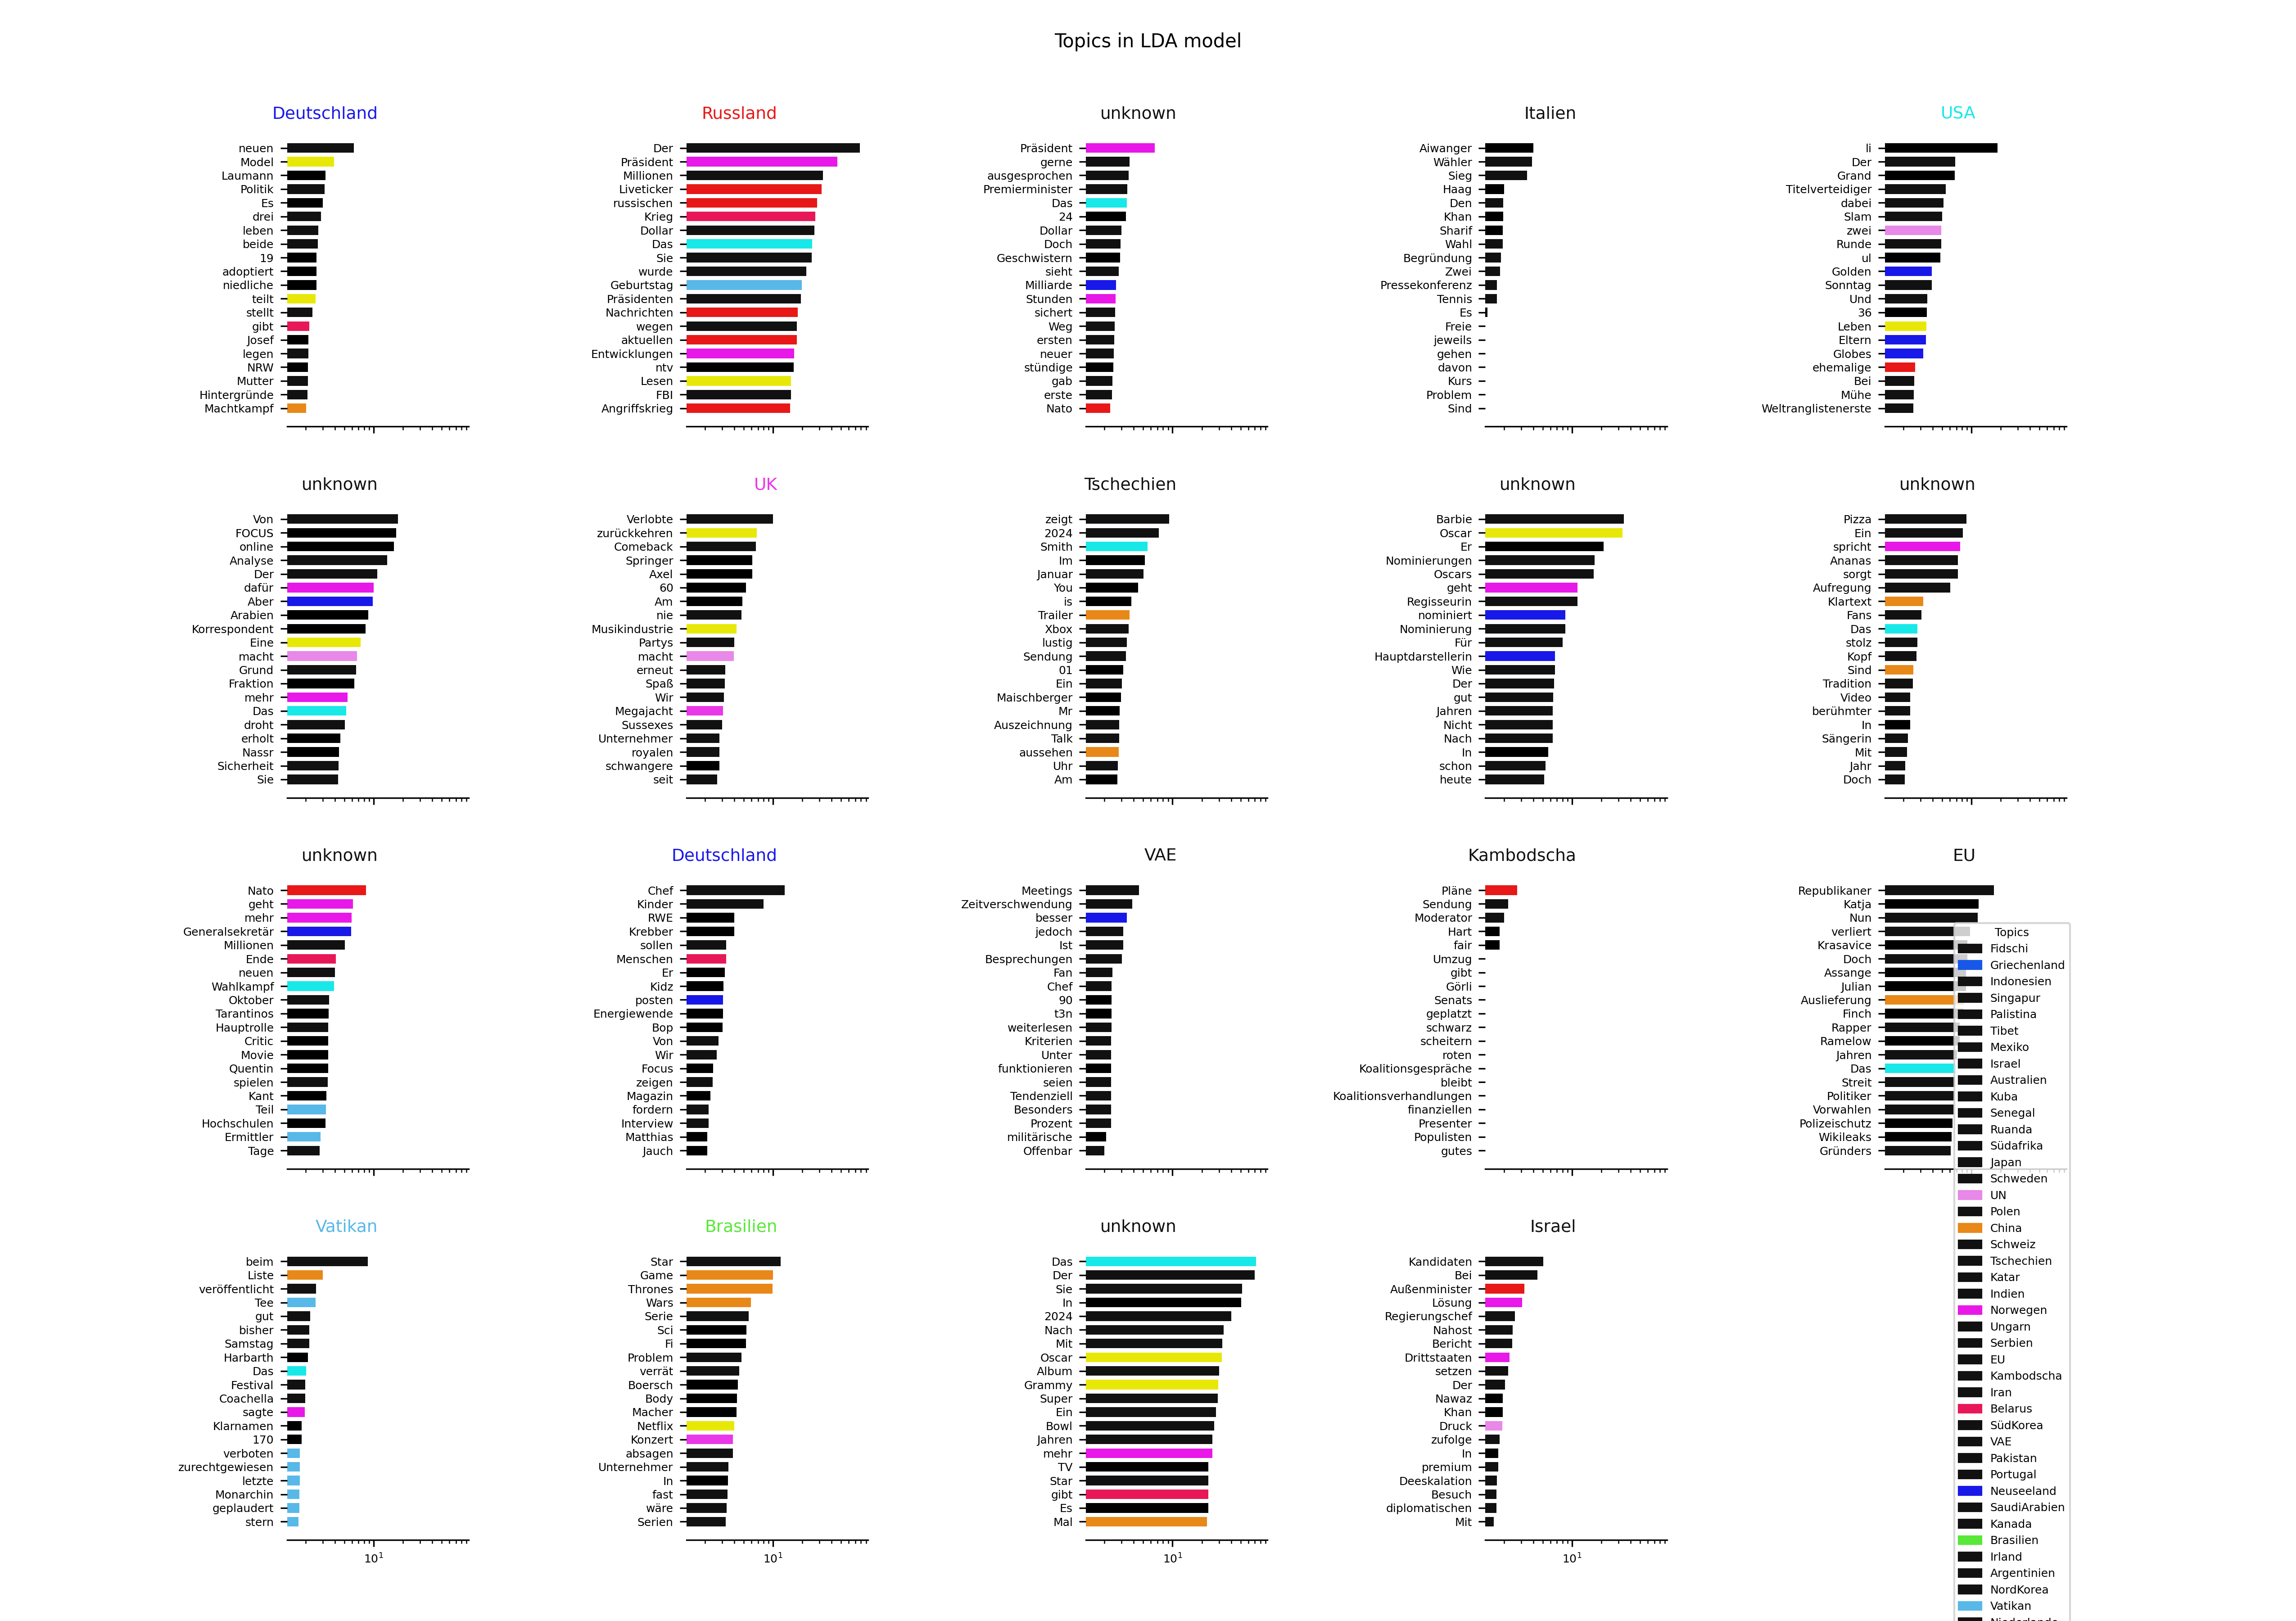 Topics in LDA model
Deutschland
neuen
Model
Laumann
Politik
Es
drei
leben
beide
19
adoptiert
niedliche
teilt
stellt
gibt
Josef
legen
NRW
Mutter
Hintergründe
Machtkampf
Russland
Der
Präsident
Millionen
Liveticker
russischen
Krieg
Dollar
Das
Sie
wurde
Geburtstag
Präsidenten
Nachrichten
wegen
aktuellen
Entwicklungen
ntv
Lesen
FBI
Angriffskrieg
unknown
Präsident
gerne
ausgesprochen
Premierminister
Das
24
Dollar
Doch
Geschwistern
sieht
Milliarde
Stunden
sichert
Weg
ersten
neuer
stündige
gab
erste
Nato
Italien
Aiwanger
Wähler
Sieg
Haag
Den
Khan
Sharif
Wahl
Begründung
Zwei
Pressekonferenz
Tennis
Es
Freie
jeweils
gehen
davon
Kurs
Problem
Sind
USA
li
Der
Grand
Titelverteidiger
dabei
Slam
zwei
Runde
ul
Golden
Sonntag
Und
36
Leben
Eltern
Globes
ehemalige
Bei
Mühe
Weltranglistenerste
unknown
Von
FOCUS
online
Analyse
Der
dafür
Aber
Arabien
Korrespondent
Eine
macht
Grund
Fraktion
mehr
Das
droht
erholt
Nassr
Sicherheit
Sie
UK
Verlobte
zurückkehren
Comeback
Springer
Axel
60
Am
nie
Musikindustrie
Partys
macht
erneut
Spaß
Wir
Megajacht
Sussexes
Unternehmer
royalen
schwangere
seit
Tschechien
zeigt
2024
Smith
Im
Januar
You
is
Trailer
Xbox
lustig
Sendung
01
Ein
Maischberger
Mr
Auszeichnung
Talk
aussehen
Uhr
Am
unknown
Barbie
Oscar
Er
Nominierungen
Oscars
geht
Regisseurin
nominiert
Nominierung
Für
Hauptdarstellerin
Wie
Der
gut
Jahren
Nicht
Nach
In
schon
heute
unknown
Pizza
Ein
spricht
Ananas
sorgt
Aufregung
Klartext
Fans
Das
stolz
Kopf
Sind
Tradition
Video
berühmter
In
Sängerin
Mit
Jahr
Doch
unknown
Nato
geht
mehr
Generalsekretär
Millionen
Ende
neuen
Wahlkampf
Oktober
Tarantinos
Hauptrolle
Critic
Movie
Quentin
spielen
Kant
Teil
Hochschulen
Ermittler
Tage
Deutschland
Chef
Kinder
RWE
Krebber
sollen
Menschen
Er
Kidz
posten
Energiewende
Bop
Von
Wir
Focus
zeigen
Magazin
fordern
Interview
Matthias
Jauch
VAE
Meetings
Zeitverschwendung
besser
jedoch
Ist
Besprechungen
Fan
Chef
90
t3n
weiterlesen
Kriterien
Unter
funktionieren
seien
Tendenziell
Besonders
Prozent
militärische
Offenbar
Kambodscha
Pläne
Sendung
Moderator
Hart
fair
Umzug
gibt
Görli
Senats
geplatzt
schwarz
scheitern
roten
Koalitionsgespräche
bleibt
Koalitionsverhandlungen
finanziellen
Presenter
Populisten
gutes
EU
Republikaner
Katja
Nun
verliert
Krasavice
Doch
Assange
Julian
Auslieferung
Finch
Rapper
Ramelow
Jahren
Das
Streit
Politiker
Vorwahlen
Polizeischutz
Wikileaks
Gründers
Vatikan
beim
Liste
veröffentlicht
Tee
gut
bisher
Samstag
Harbarth
Das
Festival
Coachella
sagte
Klarnamen
170
verboten
zurechtgewiesen
letzte
Monarchin
geplaudert
stern
10¹
Brasilien
Star
Game
Thrones
Wars
Serie
Sci
Fi
Problem
verrät
Boersch
Body
Macher
Netflix
Konzert
absagen
Unternehmer
In
fast
wäre
Serien
10¹
unknown
Das
Der
Sie
In
2024
Nach
Mit
Oscar
Album
Grammy
Super
Ein
Bowl
Jahren
mehr
TV
Star
gibt
Es
Mal
10¹
Israel
Kandidaten
Bei
Außenminister
Lösung
Regierungschef
Nahost
Bericht
Drittstaaten
setzen
Der
Nawaz
Khan
Druck
zufolge
In
premium
Deeskalation
Besuch
diplomatischen
Mit
10¹
Topics
Fidschi
Griechenland
Indonesien
Singapur
Palistina
Tibet
Mexiko
Israel
Australien
Kuba
Senegal
Ruanda
Südafrika
Japan
Schweden
UN
Polen
China
Schweiz
Tschechien
Katar
Indien
Norwegen
Ungarn
Serbien
EU
Kambodscha
Iran
Belarus
SüdKorea
VAE
Pakistan
Portugal
Neuseeland
SaudiArabien
Kanada
Brasilien
Irland
Argentinien
NordKorea
Vatikan